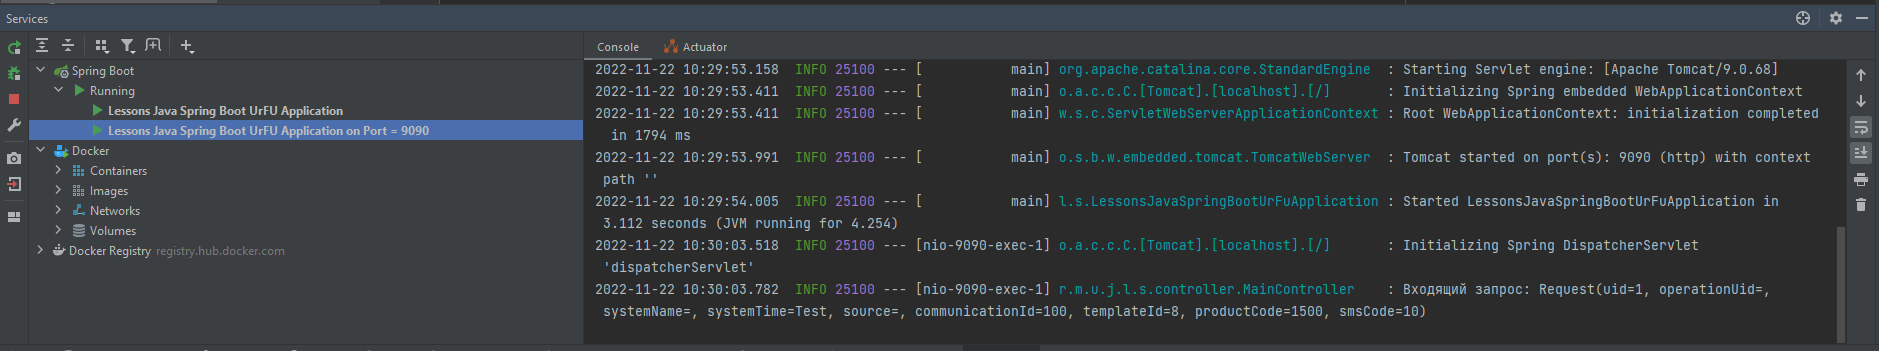 Services
Spring Boot
Running
Lessons Java Spring Boot UrFU Application
Lessons Java Spring Boot UrFU Application on Port = 9090
Docker
Containers
Images
Networks
Volumes
Docker Registry registry.hub.docker.com
Console Actuator
2022-11-22 10:29:53.158  INFO 25100 --- [           main] org.apache.catalina.core.StandardEngine  : Starting Servlet engine: [Apache Tomcat/9.0.68]
2022-11-22 10:29:53.411  INFO 25100 --- [           main] o.a.c.c.C.[Tomcat].[localhost].[/]       : Initializing Spring embedded WebApplicationContext
2022-11-22 10:29:53.411  INFO 25100 --- [           main] w.s.c.ServletWebServerApplicationContext : Root WebApplicationContext: initialization completed
in 1794 ms
2022-11-22 10:29:53.991  INFO 25100 --- [           main] o.s.b.w.embedded.tomcat.TomcatWebServer  : Tomcat started on port(s): 9090 (http) with context
path ''
2022-11-22 10:29:54.005  INFO 25100 --- [           main] l.s.LessonsJavaSpringBootUrFuApplication : Started LessonsJavaSpringBootUrFuApplication in
3.112 seconds (JVM running for 4.254)
2022-11-22 10:30:03.518  INFO 25100 --- [nio-9090-exec-1] o.a.c.c.C.[Tomcat].[localhost].[/]       : Initializing Spring DispatcherServlet
'dispatcherServlet'
2022-11-22 10:30:03.782  INFO 25100 --- [nio-9090-exec-1] r.m.u.j.l.s.controller.MainController    : Входящий запрос: Request(uid=1, operationUid=,
systemName=, systemTime=Test, source=, communicationId=100, templateId=8, productCode=1500, smsCode=10)